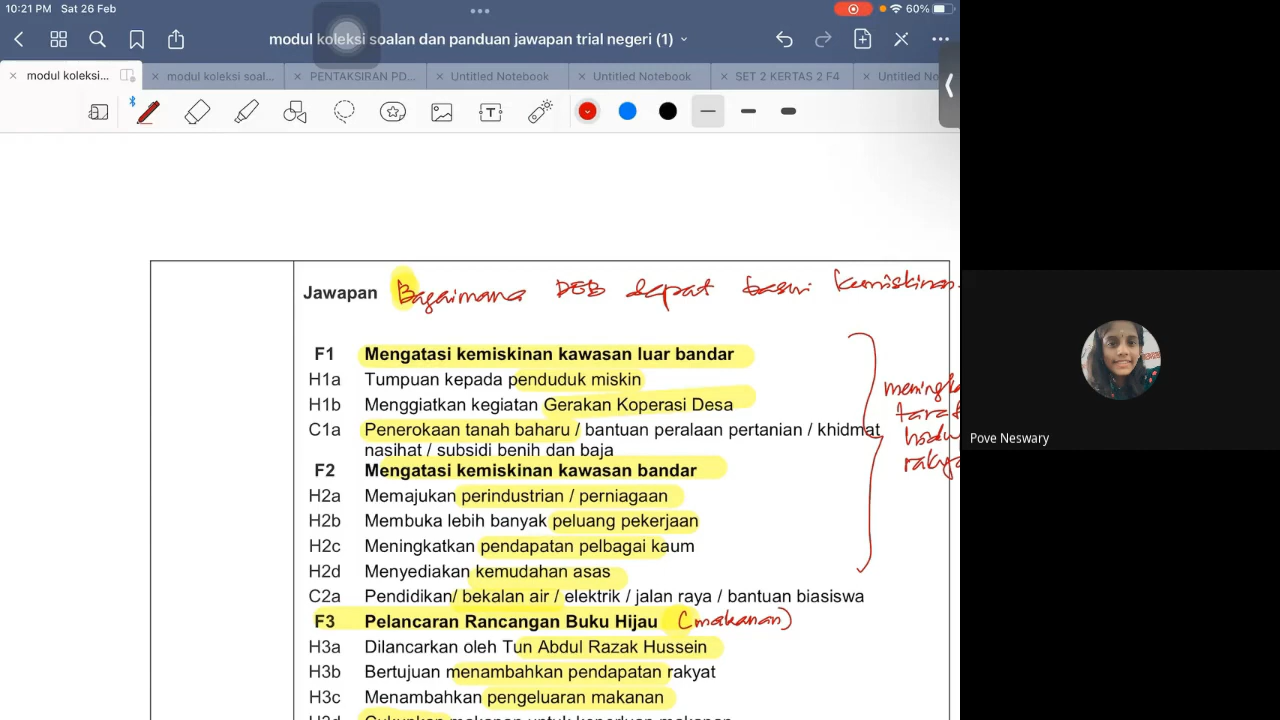 10:21 PM Sat 26 Feb
60%
modul koleksi soalan dan panduan jawapan trial negeri (1)
modul koleksi...
modul koleksi soal...
PENTAKSIRAN PD...
Untitled Notebook
Untitled Notebook
SET 2 KERTAS 2 F4
Untitled No
Jawapan Bagaimana DEB dapat basmi kemiskinan.
F1 Mengatasi kemiskinan kawasan luar bandar
H1a Tumpuan kepada penduduk miskin
H1b Menggiatkan kegiatan Gerakan Koperasi Desa
C1a Penerokaan tanah baharu / bantuan peralaan pertanian / khidmat
nasihat / subsidi benih dan baja
F2 Mengatasi kemiskinan kawasan bandar
H2a Memajukan perindustrian / perniagaan
H2b Membuka lebih banyak peluang pekerjaan
H2c Meningkatkan pendapatan pelbagai kaum
H2d Menyediakan kemudahan asas
C2a Pendidikan/ bekalan air / elektrik / jalan raya / bantuan biasiswa
F3 Pelancaran Rancangan Buku Hijau (makanan)
H3a Dilancarkan oleh Tun Abdul Razak Hussein
H3b Bertujuan menambahkan pendapatan rakyat
H3c Menambahkan pengeluaran makanan
Pove Neswary